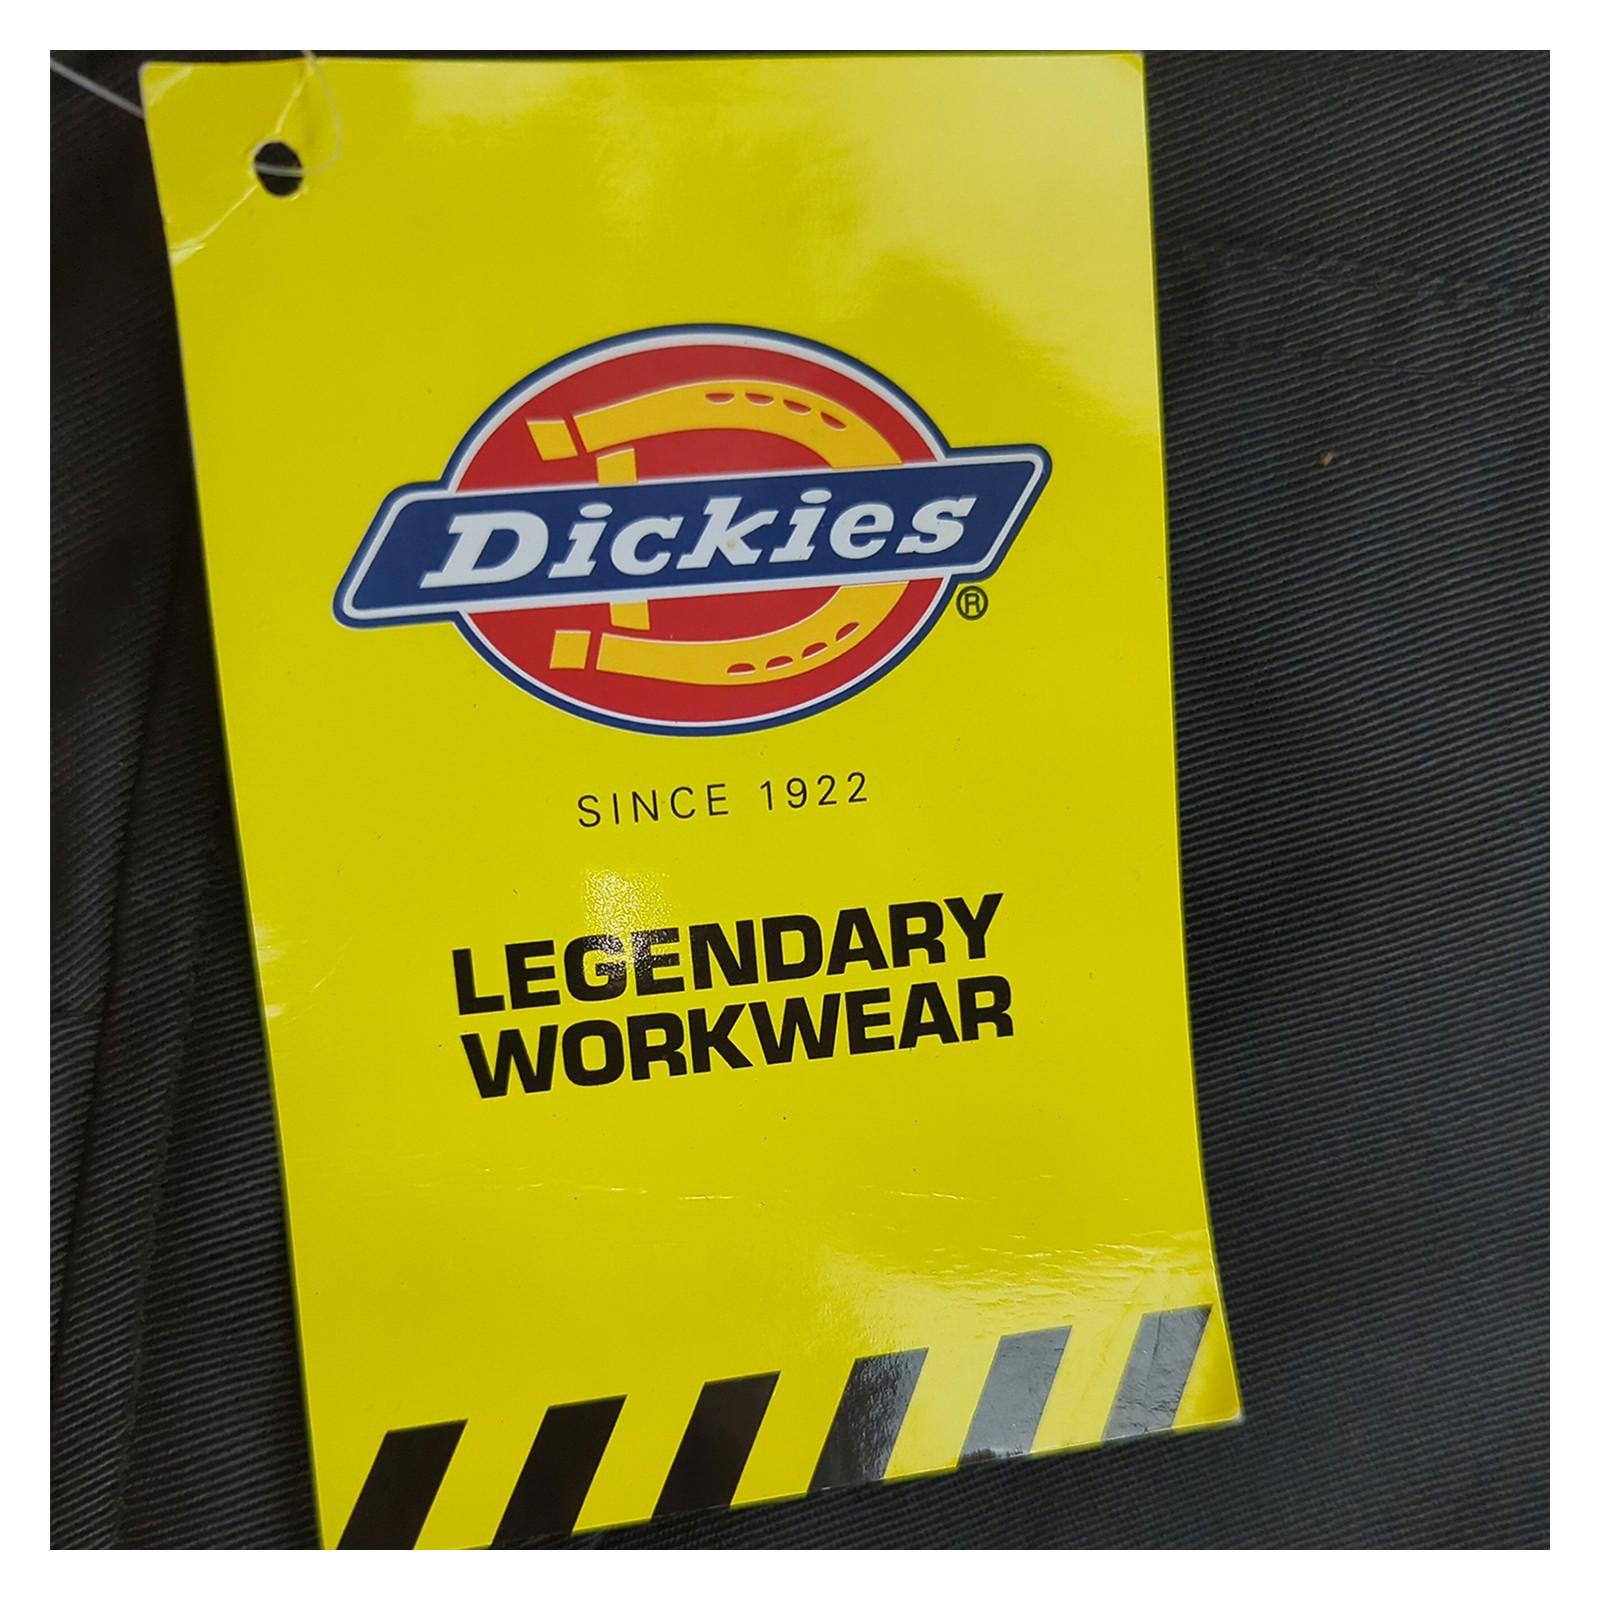 Dickies
®
SINCE 1922
LEGENDARY
WORKWEAR